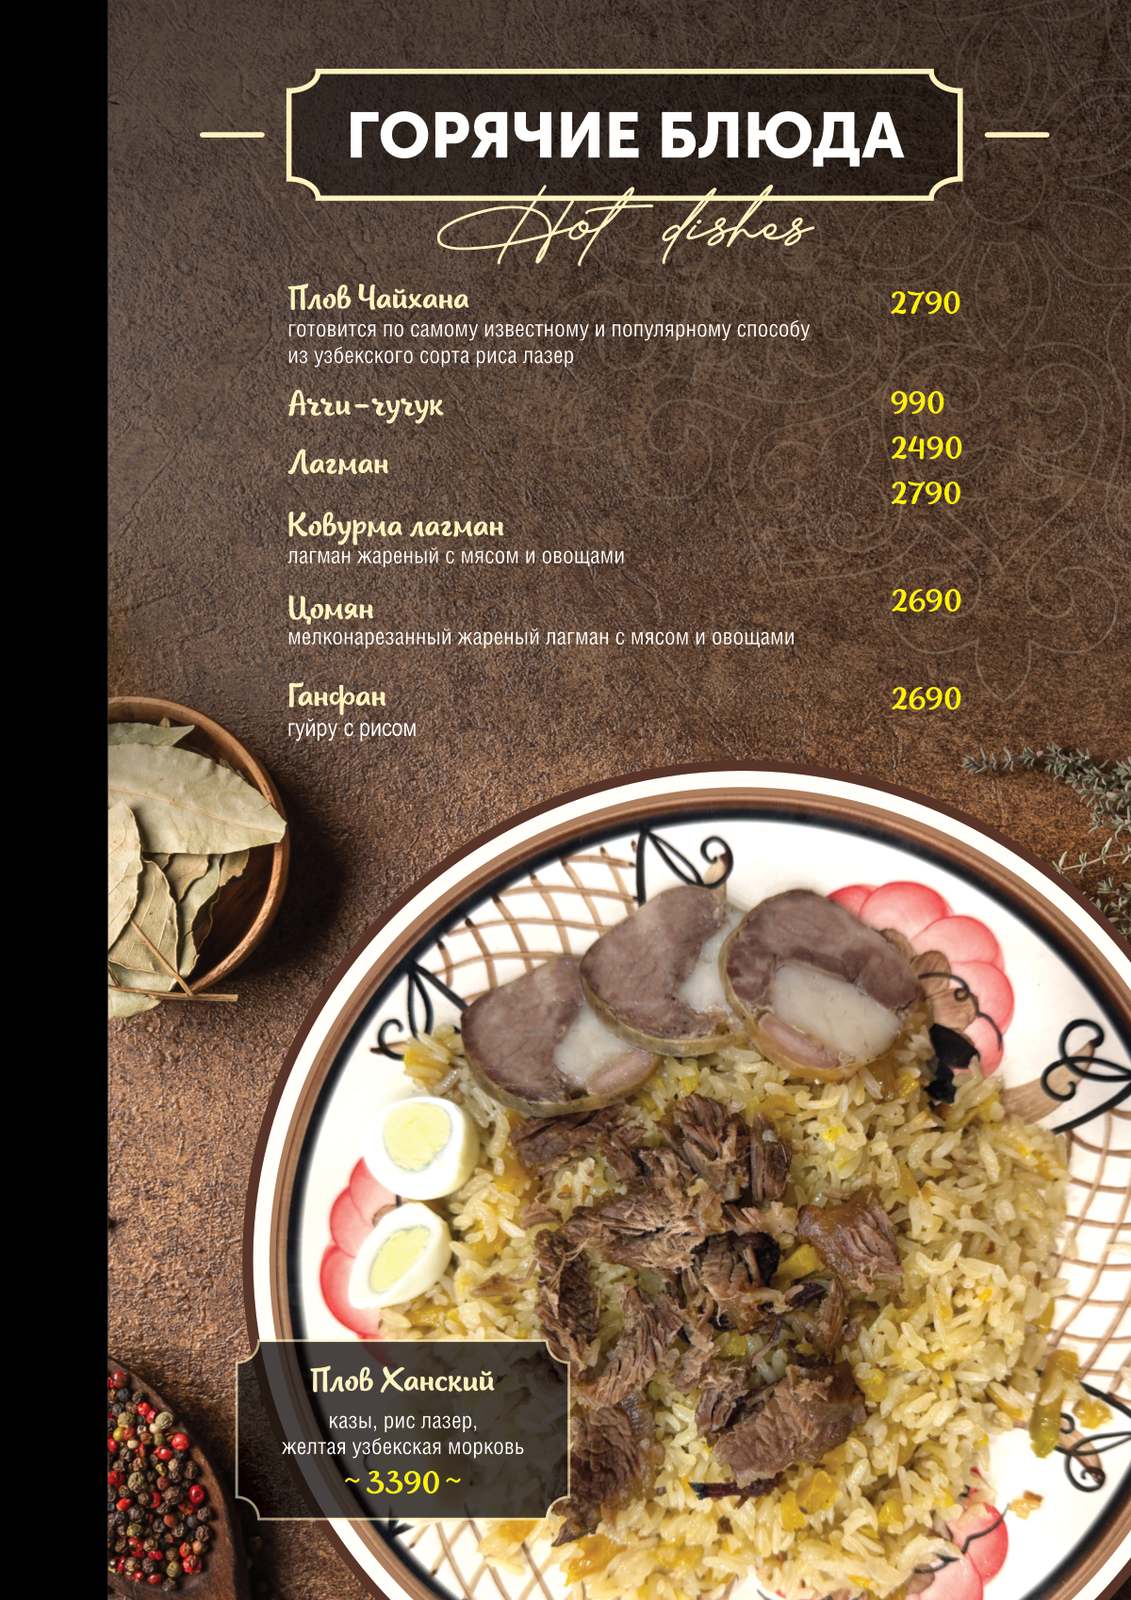 ГОРЯЧИЕ БЛЮДА
Hot dishes
Плов Чайхана 2790
готовится по самому известному и популярному способу
из узбекского сорта риса лазер
Аччи-чучук 990
Лагман 2490
2790
Ковурма лагман
лагман жареный с мясом и овощами
Цомян 2690
мелконарезанный жареный лагман с мясом и овощами
Ганфан 2690
гуйру с рисом
Плов Ханский
казы, рис лазер,
желтая узбекская морковь
~3390~